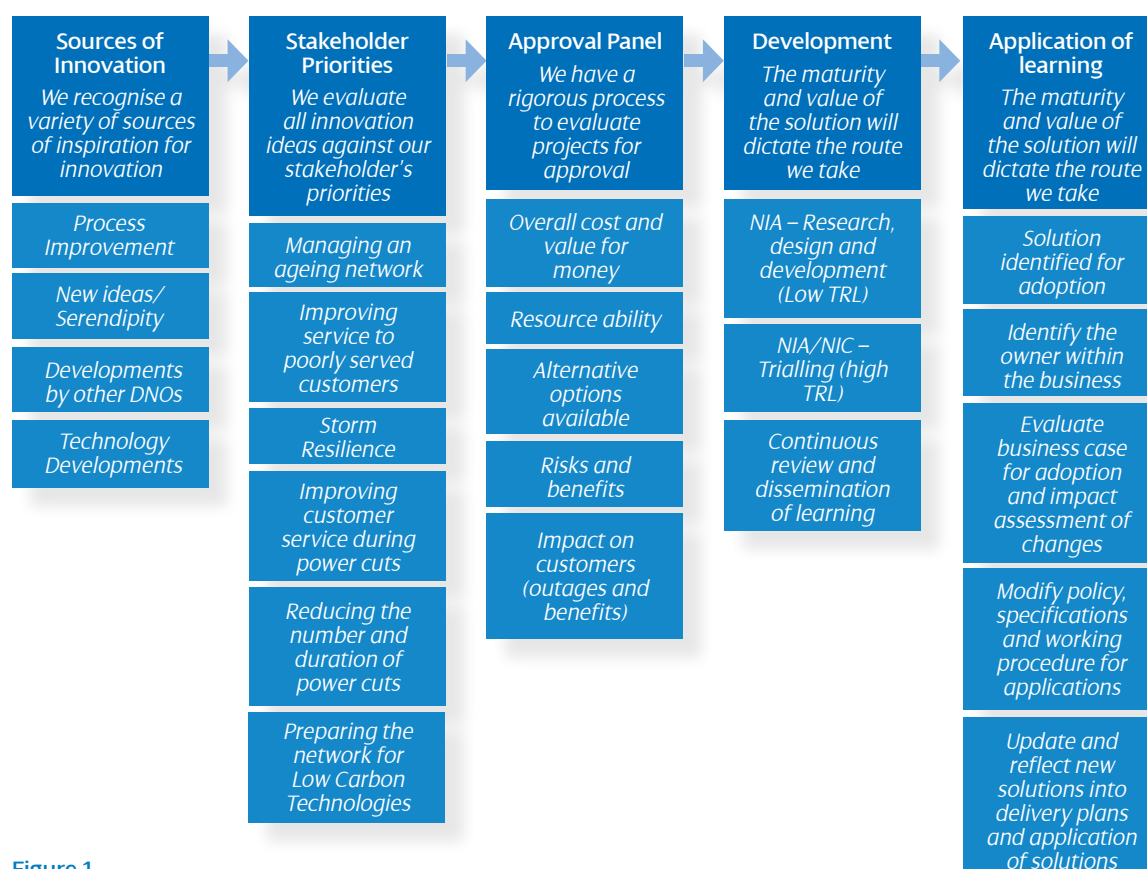 Sources of
Innovation
We recognise a
variety of sources
of inspiration for
innovation
Process
Improvement
New ideas/
Serendipity
Developments
by other DNOs
Technology
Developments
Stakeholder
Priorities
We evaluate
all innovation
ideas against our
stakeholder's
priorities
Managing an
ageing network
Improving
service to
poorly served
customers
Storm
Resilience
Improving
customer
service during
power cuts
Reducing the
number and
duration of
power cuts
Preparing the
network for
Low Carbon
Technologies
Approval Panel
We have a
rigorous process
to evaluate
projects for
approval
Overall cost and
value for
money
Resource ability
Alternative
options
available
Risks and
benefits
Impact on
customers
(outages and
benefits)
Development
The maturity
and value of
the solution will
dictate the route
we take
NIA – Research,
design and
development
(Low TRL)
NIA/NIC –
Trialling (high
TRL)
Continuous
review and
dissemination
of learning
Application of
learning
The maturity
and value of
the solution will
dictate the route
we take
Solution
identified for
adoption
Identify the
owner within
the business
Evaluate
business case
for adoption
and impact
assessment of
changes
Modify policy,
specifications
and working
procedure for
applications
Update and
reflect new
solutions into
delivery plans
and application
of solutions
Figure 1